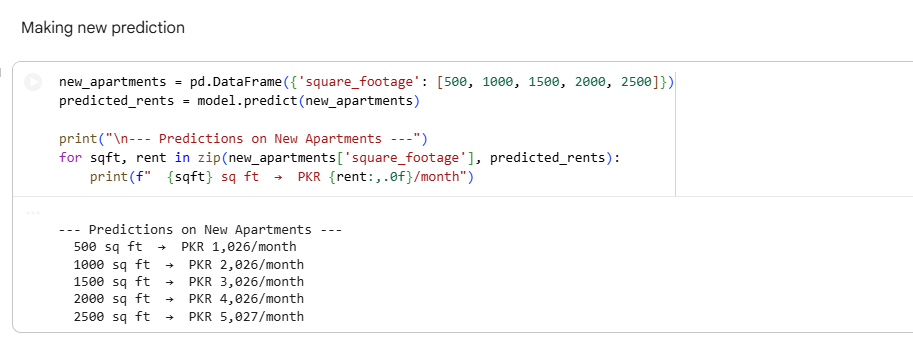 Making new prediction
new_apartments = pd.DataFrame({'square_footage': [500, 1000, 1500, 2000, 2500]})
predicted_rents = model.predict(new_apartments)
print("\n--- Predictions on New Apartments ---")
for sqft, rent in zip(new_apartments['square_footage'], predicted_rents):
    print(f"  {sqft} sq ft → PKR {rent:,.0f}/month")
--- Predictions on New Apartments ---
  500 sq ft → PKR 1,026/month
  1000 sq ft → PKR 2,026/month
  1500 sq ft → PKR 3,026/month
  2000 sq ft → PKR 4,026/month
  2500 sq ft → PKR 5,027/month